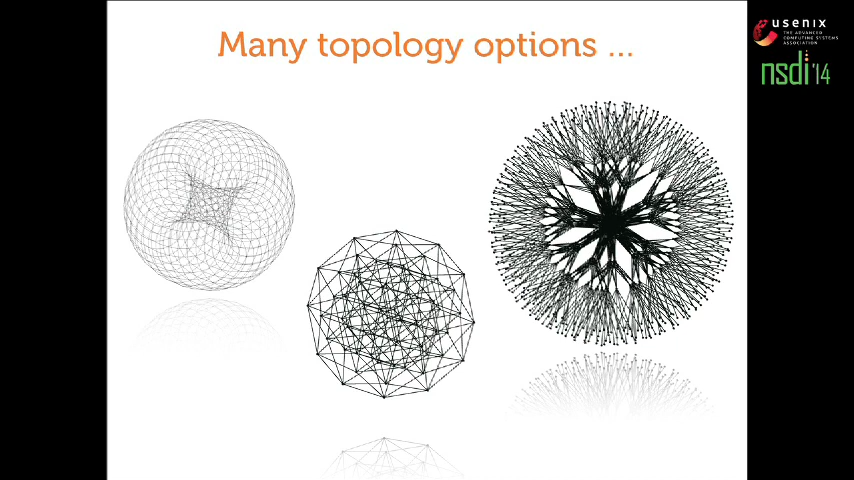 Many topology options ...
usenix
THE ADVANCED
COMPUTING SYSTEMS
ASSOCIATION
nsdi '14